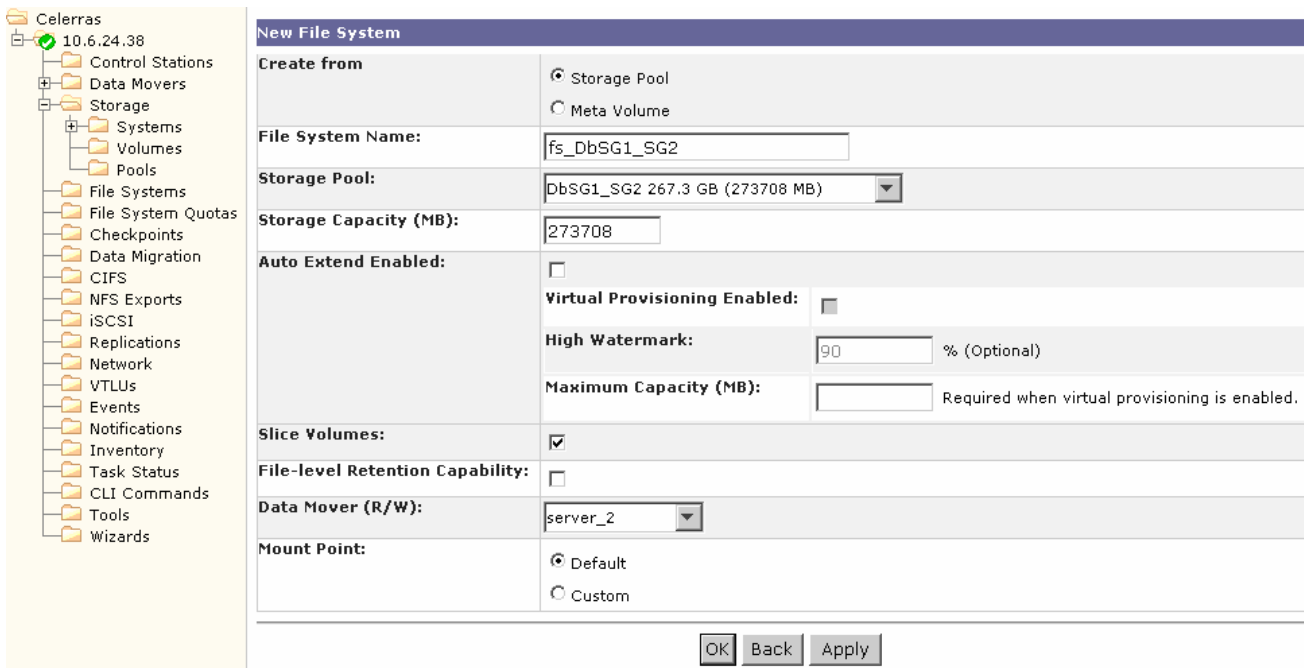 Celerras
10.6.24.38
Control Stations
Data Movers
Storage
Systems
Volumes
Pools
File Systems
File System Quotas
Checkpoints
Data Migration
CIFS
NFS Exports
iSCSI
Replications
Network
VTLUs
Events
Notifications
Inventory
Task Status
CLI Commands
Tools
Wizards
New File System
Create from
Storage Pool
Meta Volume
File System Name:
fs_DbSG1_SG2
Storage Pool:
DbSG1_SG2 267.3 GB (273708 MB)
Storage Capacity (MB):
273708
Auto Extend Enabled:
Virtual Provisioning Enabled:
High Watermark:
90 % (Optional)
Maximum Capacity (MB):
Required when virtual provisioning is enabled.
Slice Volumes:
File-level Retention Capability:
Data Mover (R/W):
server_2
Mount Point:
Default
Custom
OK Back Apply